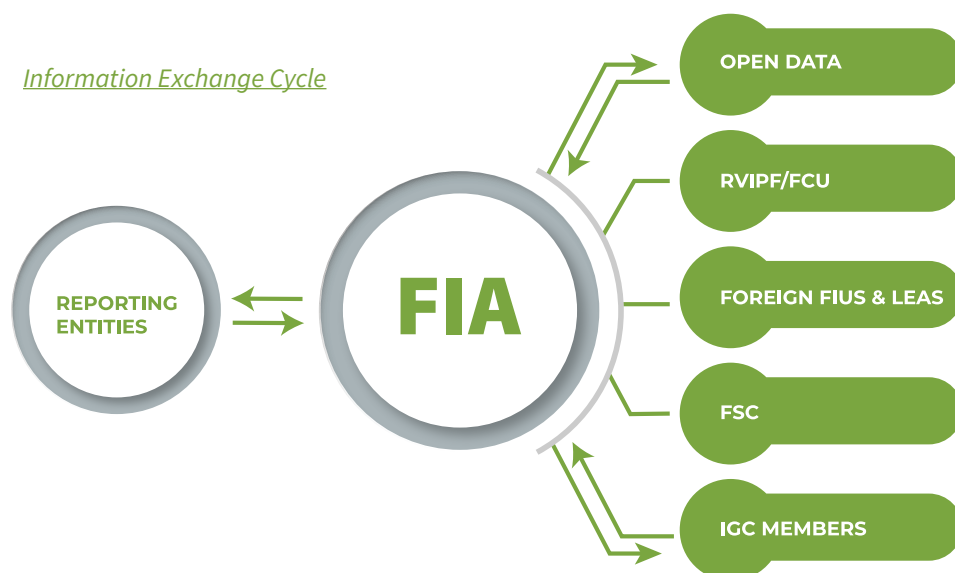 Information Exchange Cycle
REPORTING
ENTITIES
FIA
OPEN DATA
RVIPF/FCU
FOREIGN FIUS & LEAS
FSC
IGC MEMBERS